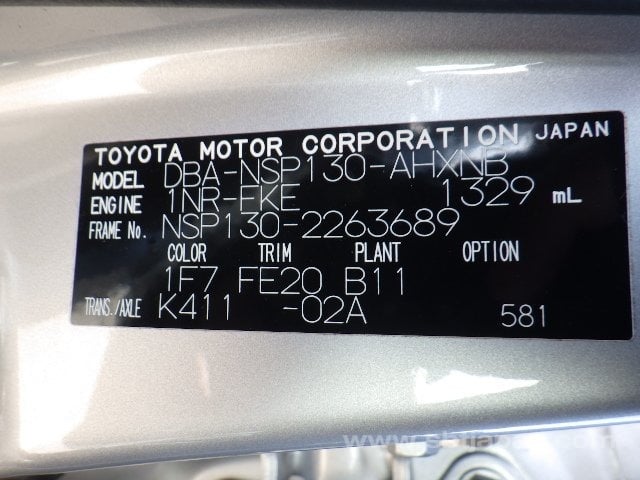 TOYOTA MOTOR CORPORATION JAPAN
MODEL DBA-NSP130-AHXNB
ENGINE 1NR-FKE 1329 mL
FRAME No. NSP130-2263689
COLOR TRIM PLANT OPTION
1F7 FE20 B11
TRANS./AXLE K411 -02A 581